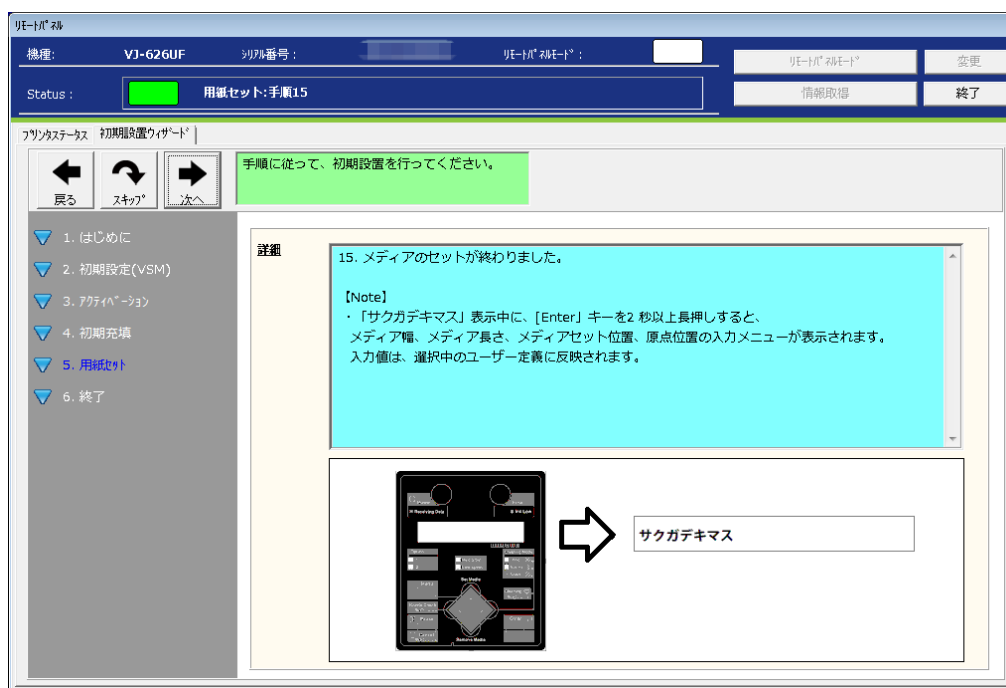 ﾘﾓｰﾄﾊﾟﾈﾙ
機種: VJ-626UF ｼﾘｱﾙ番号： ﾘﾓｰﾄﾊﾟﾈﾙﾓｰﾄﾞ： ﾘﾓｰﾄﾊﾟﾈﾙﾓｰﾄﾞ 変更
Status： 用紙セット:手順15 情報取得 終了
ﾌﾟﾘﾝﾀｽﾃｰﾀｽ 初期設置ｳｨｻﾞｰﾄﾞ
手順に従って、初期設置を行ってください。
戻る ｽｷｯﾌﾟ 次へ
1. はじめに
2. 初期設定(VSM)
3. ｱｸﾃｨﾍﾞｰｼｮﾝ
4. 初期充填
5. 用紙ｾｯﾄ
6. 終了
詳細
15. メディアのセットが終わりました。
【Note】
・「サクガデキマス」表示中に、[Enter」キーを2 秒以上長押しすると、
メディア幅、メディア長さ、メディアセット位置、原点位置の入力メニューが表示されます。
入力値は、選択中のユーザー定義に反映されます。
Receiving Data
Menu
Remove Media
サクガデキマス